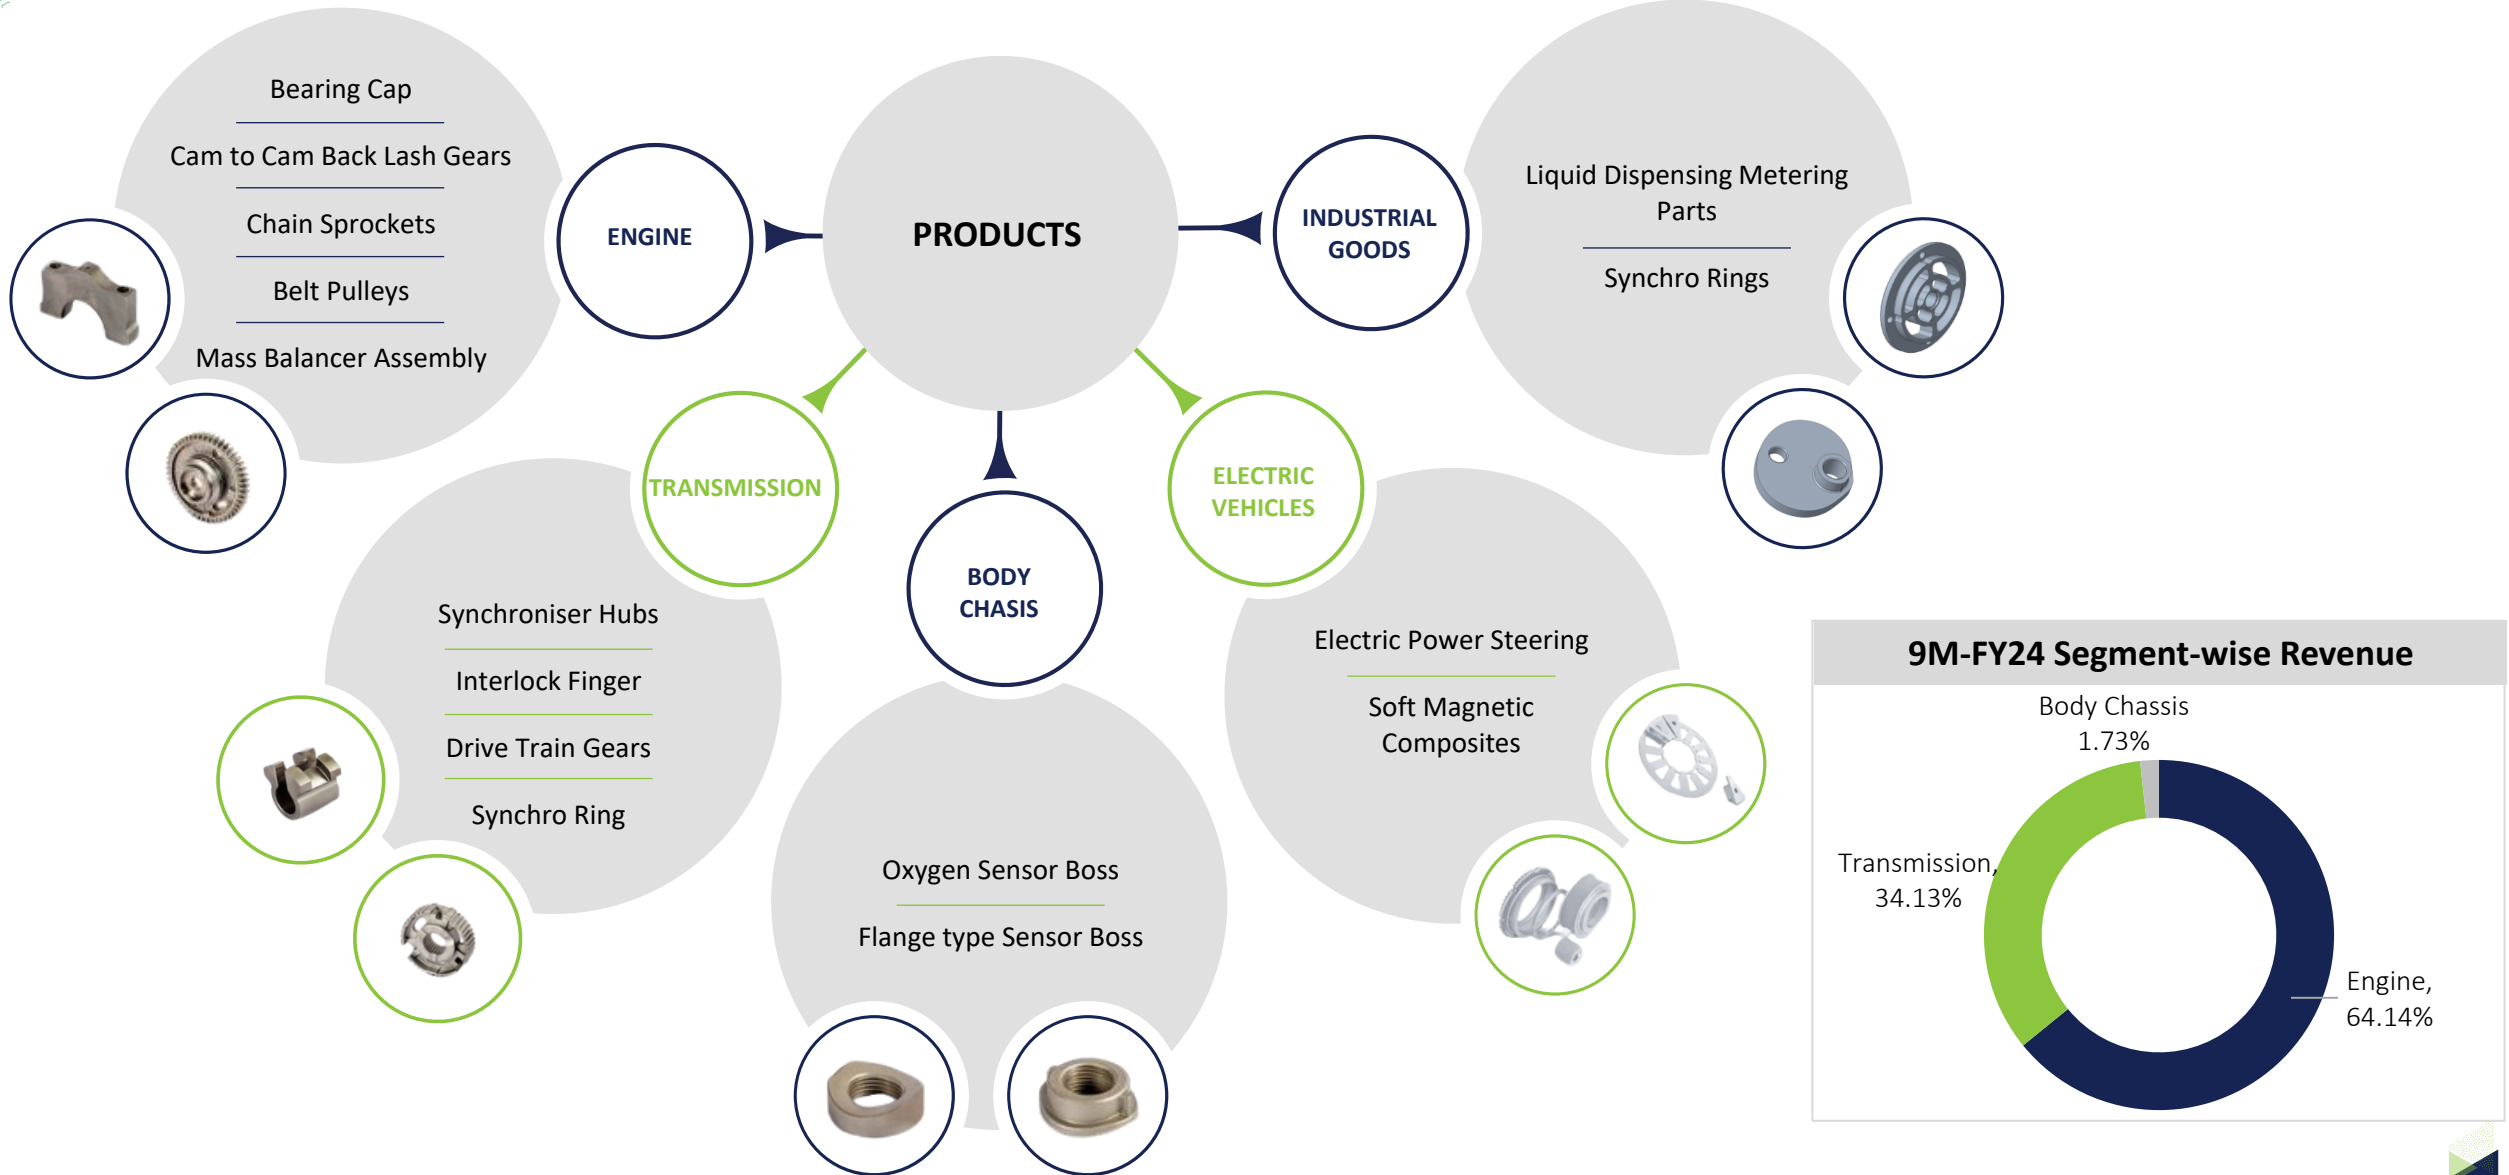 PRODUCTS
ENGINE
Bearing Cap
Cam to Cam Back Lash Gears
Chain Sprockets
Belt Pulleys
Mass Balancer Assembly
TRANSMISSION
Synchroniser Hubs
Interlock Finger
Drive Train Gears
Synchro Ring
BODY
CHASIS
Oxygen Sensor Boss
Flange type Sensor Boss
ELECTRIC
VEHICLES
Electric Power Steering
Soft Magnetic
Composites
INDUSTRIAL
GOODS
Liquid Dispensing Metering
Parts
Synchro Rings
9M-FY24 Segment-wise Revenue
Body Chassis
1.73%
Transmission,
34.13%
Engine,
64.14%